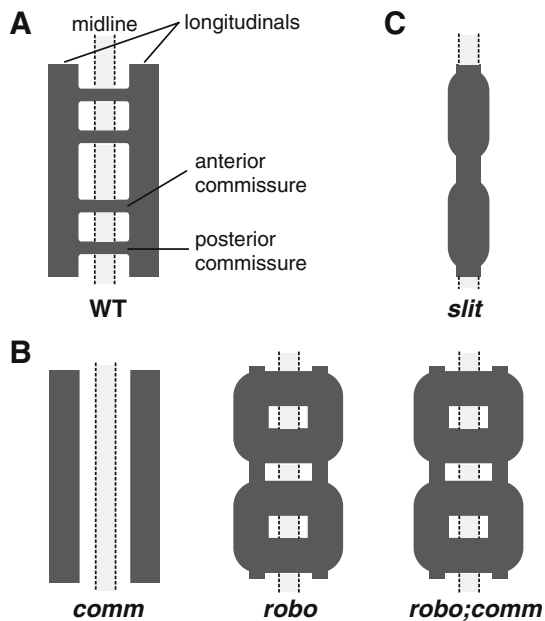 A
midline
longitudinals
anterior
commissure
posterior
commissure
WT
C
slit
B
comm
robo
robo;comm